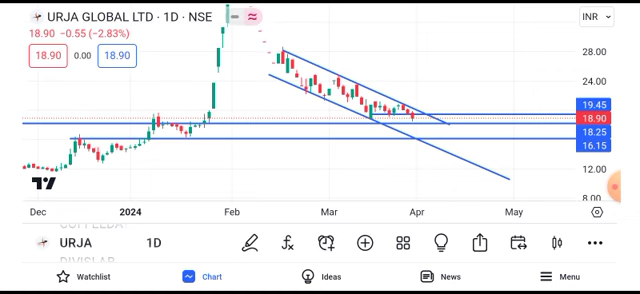 URJA GLOBAL LTD · 1D · NSE
INR
18.90 −0.55 (−2.83%)
18.90 0.00 18.90
28.00
24.00
19.45
18.90
18.25
16.15
12.00
8.00
Dec 2024 Feb Mar Apr May
URJA 1D
Watchlist Chart Ideas News Menu